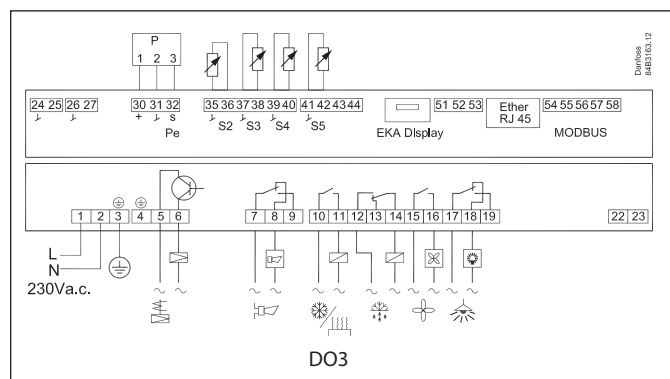 Danfoss
84B3163.12
P
1 2 3
24 25 26 27 30 31 32 35 36 37 38 39 40 41 42 43 44 51 52 53 54 55 56 57 58
+ s S2 S3 S4 S5
Pe
EKA DIsplay
Ether
RJ 45
MODBUS
1 2 3 4 5 6 7 8 9 10 11 12 13 14 15 16 17 18 19 22 23
L
N
230Va.c.
DO3